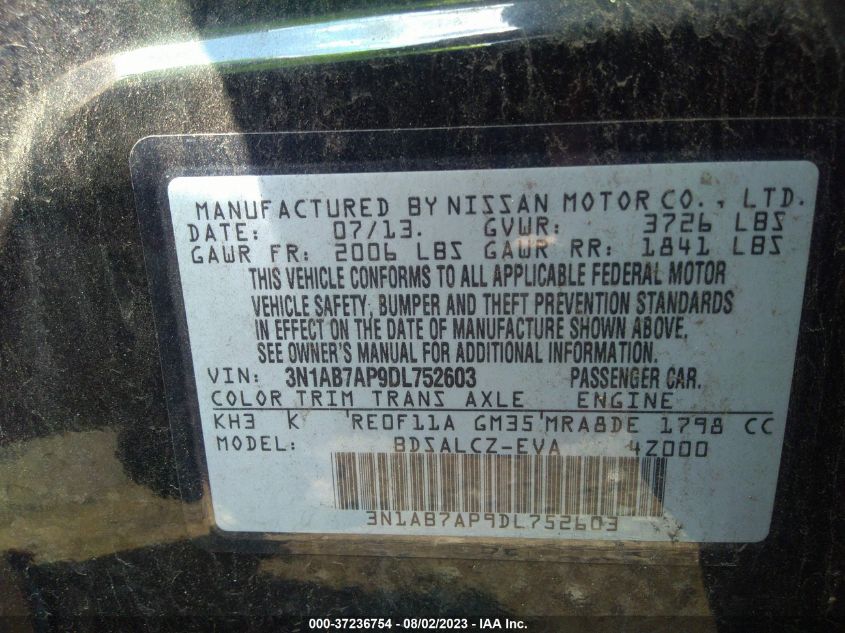 MANUFACTURED BY NISSAN MOTOR CO., LTD.
DATE: 07/13. GVWR: 3726 LBS
GAWR FR: 2006 LBS GAWR RR: 1841 LBS
THIS VEHICLE CONFORMS TO ALL APPLICABLE FEDERAL MOTOR
VEHICLE SAFETY, BUMPER AND THEFT PREVENTION STANDARDS
IN EFFECT ON THE DATE OF MANUFACTURE SHOWN ABOVE,
SEE OWNER'S MANUAL FOR ADDITIONAL INFORMATION.
VIN: 3N1AB7AP9DL752603 PASSENGER CAR.
COLOR TRIM TRANS AXLE ENGINE
KH3 K 'RE0F11A GM35'MRA8DE 1798 CC
MODEL: BDSALCZ-EVA 4Z000
3N1AB7AP9DL752603
000-37236754 — 08/02/2023 - IAA Inc.